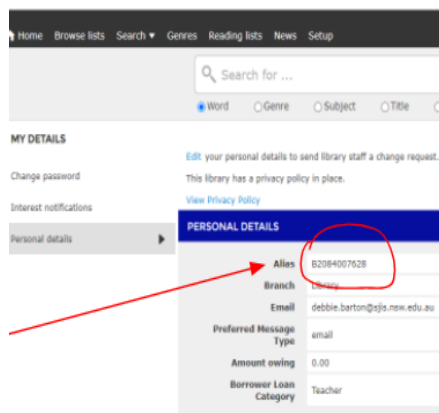 Home Browse lists Search ▼ Genres Reading lists News Setup
Search for ...
Word Genre Subject Title
MY DETAILS
Edit your personal details to send library staff a change request.
Change password
This library has a privacy policy in place.
View Privacy Policy
Interest notifications
PERSONAL DETAILS
Personal details
Alias B2084007628
Branch Library
Email debbie.barton@sjis.nsw.edu.au
Preferred Message email
Type
Amount owing 0.00
Borrower Loan Teacher
Category